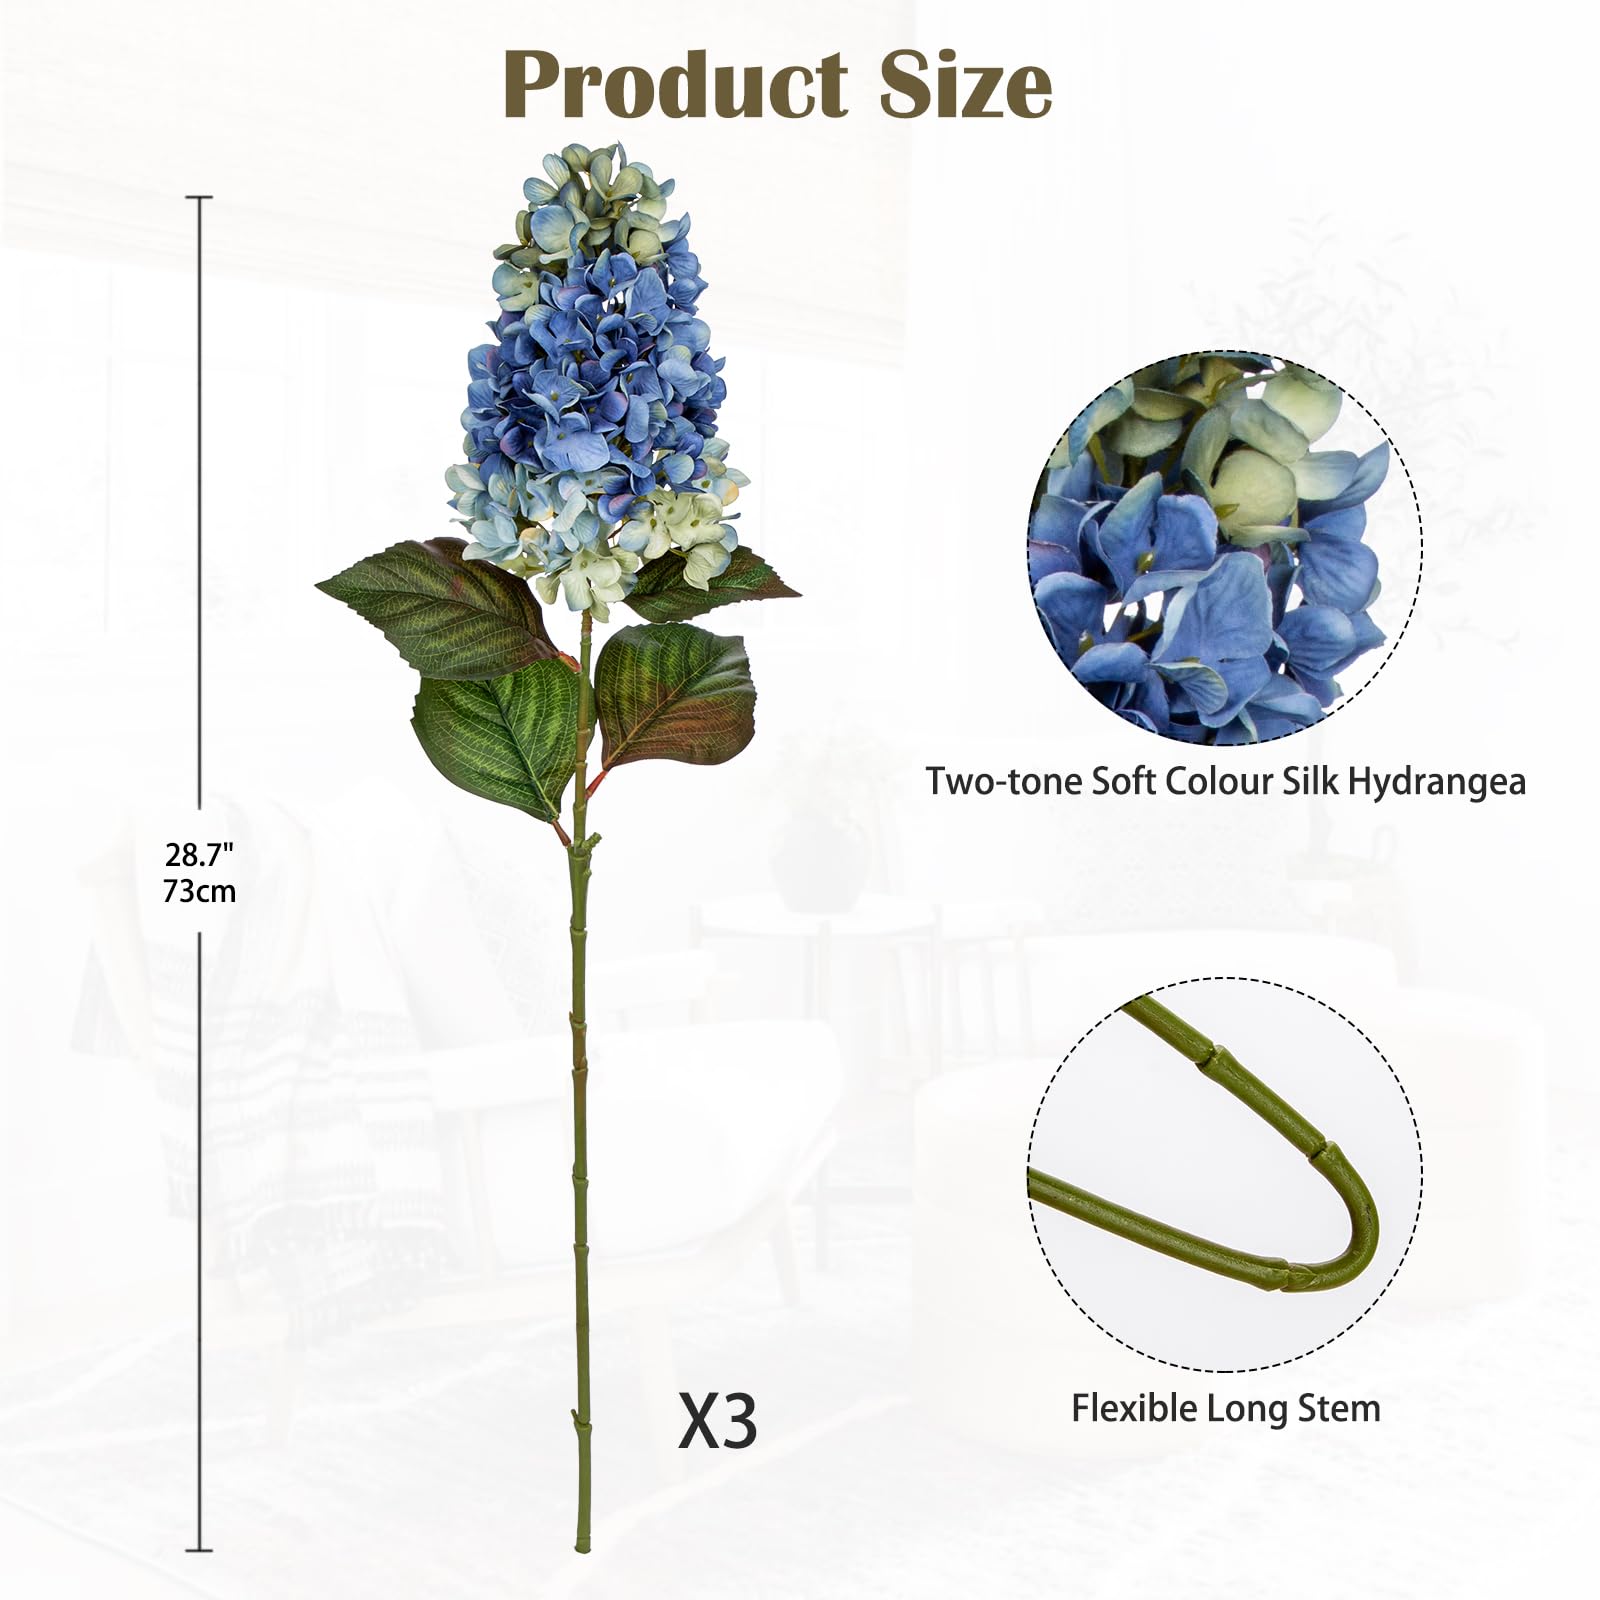 Product Size
28.7"
73cm
Two-tone Soft Colour Silk Hydrangea
X3
Flexible Long Stem